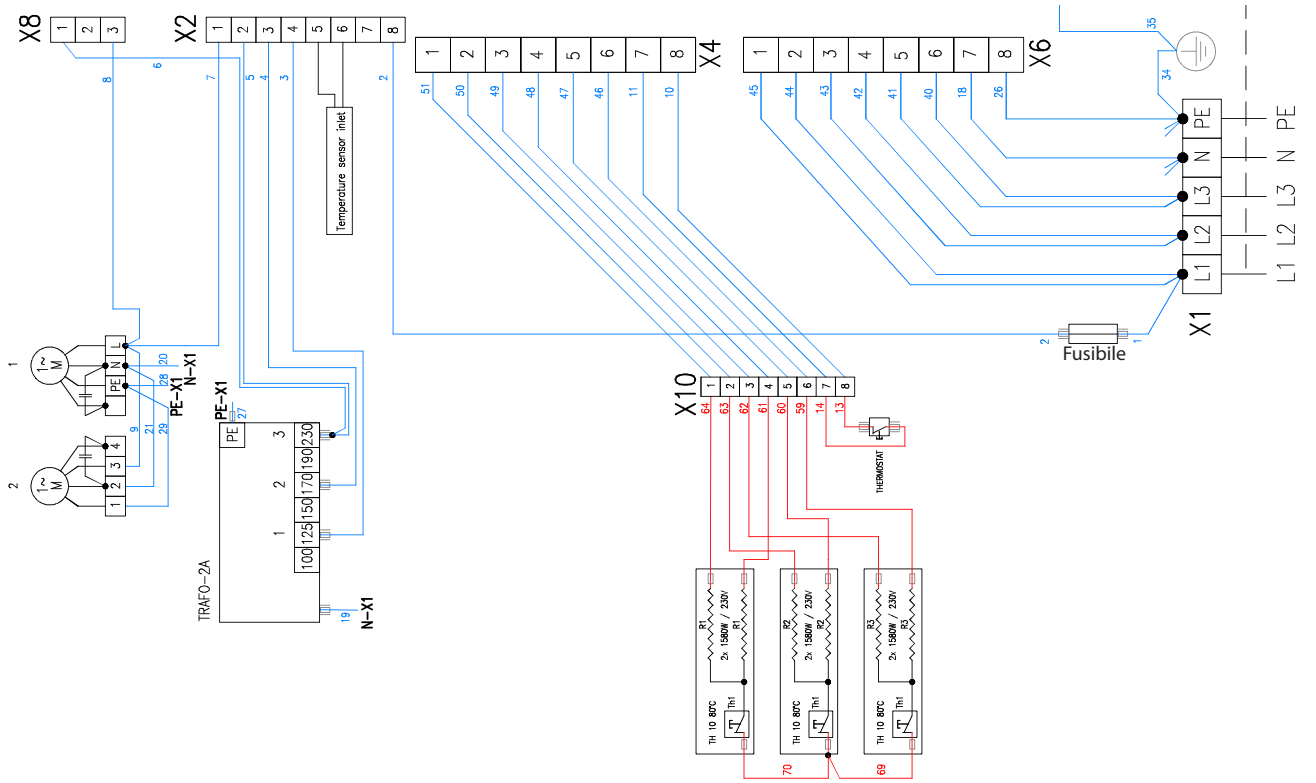 X8
1
2
3
X2
1
2
3
4
5
6
7
8
1
2
3
4
5
6
7
8
X4
1
2
3
4
5
6
7
8
X6
35
34
8
6
7
5
4
3
2
51
50
49
48
47
46
11
10
45
44
43
42
41
40
18
26
Temperature sensor inlet
L1
L2
L3
N
PE
L1
L2
L3
N
PE
X1
2
1
Fusibile
1
1~
M
PE
N
L
20
28
N-X1
PE-X1
9
21
29
2
1~
M
1
2
3
4
PE-X1
27
PE
TRAFO-2A
1
2
3
100
125
150
170
190
230
19
N-X1
X10
1
2
3
4
5
6
7
8
64
63
62
61
60
59
14
13
THERMOSTAT
R1
R1
2x 1580W / 230V
TH 10 80°C
Th1
R2
R2
2x 1580W / 230V
TH 10 80°C
Th1
R3
R3
2x 1580W / 230V
TH 10 80°C
Th1
70
69